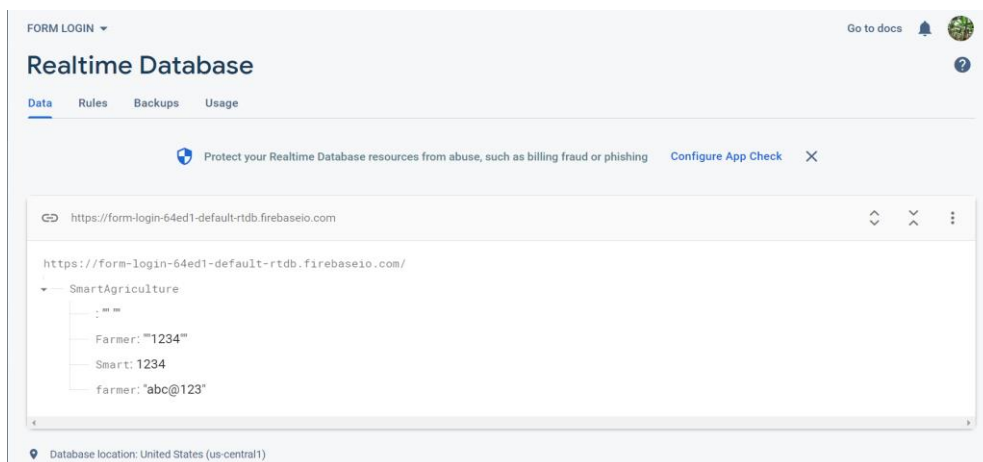 FORM LOGIN
Go to docs
Realtime Database
Data Rules Backups Usage
Protect your Realtime Database resources from abuse, such as billing fraud or phishing Configure App Check
https://form-login-64ed1-default-rtdb.firebaseio.com
https://form-login-64ed1-default-rtdb.firebaseio.com/
SmartAgriculture
: "" ""
Farmer: ""1234""
Smart: 1234
farmer: "abc@123"
Database location: United States (us-central1)